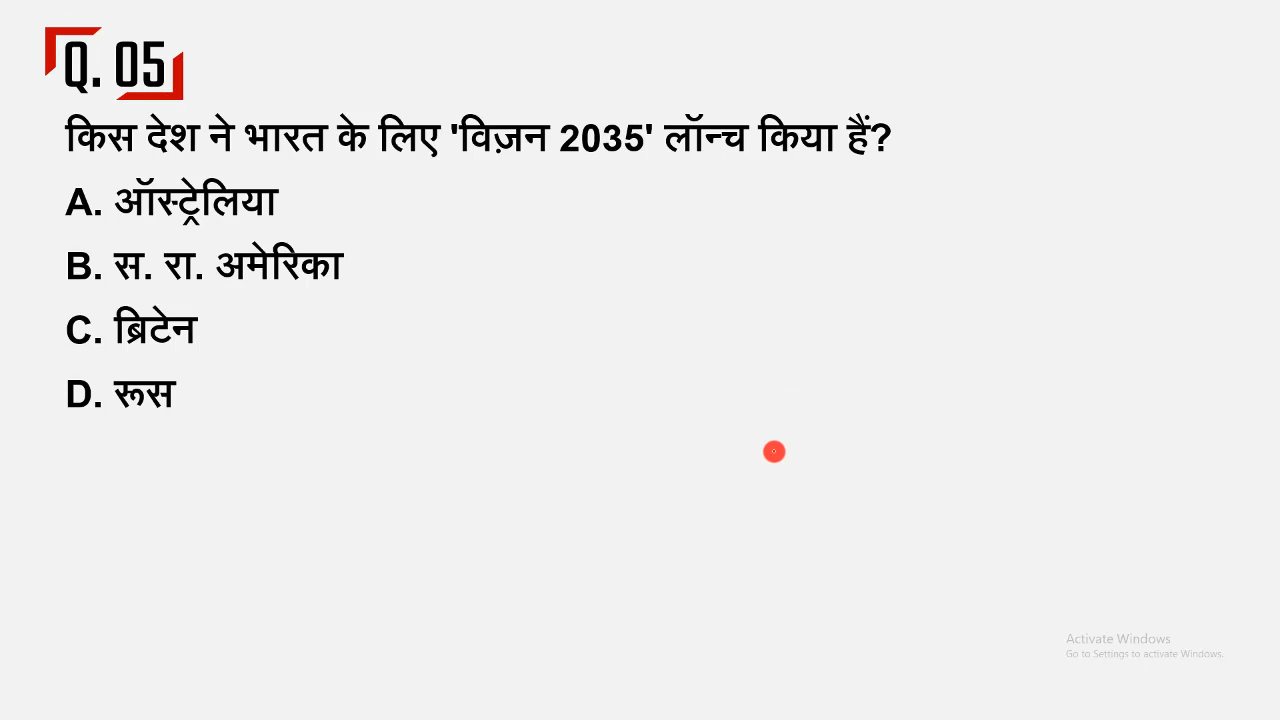 Q. 05
किस देश ने भारत के लिए 'विज़न 2035' लॉन्च किया हैं?
A. ऑस्ट्रेलिया
B. स. रा. अमेरिका
C. ब्रिटेन
D. रूस
Activate Windows
Go to Settings to activate Windows.